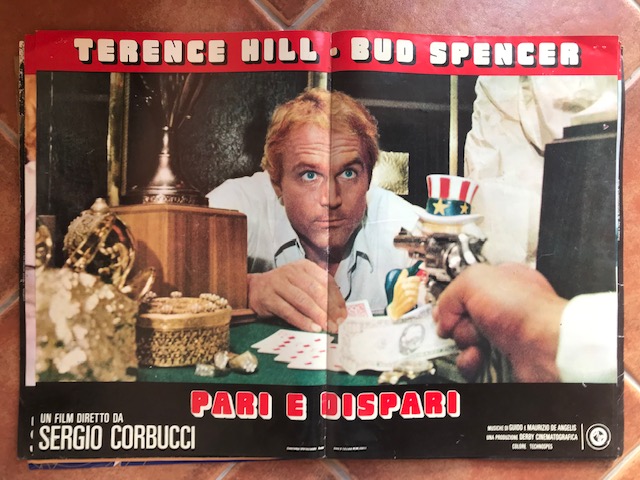 TERENCE HILL - BUD SPENCER
PARI E DISPARI
UN FILM DIRETTO DA
SERGIO CORBUCCI
MUSICHE DI GUIDO e MAURIZIO DE ANGELIS
UNA PRODUZIONE DERBY CINEMATOGRAFICA
COLORE TECHNOSPES